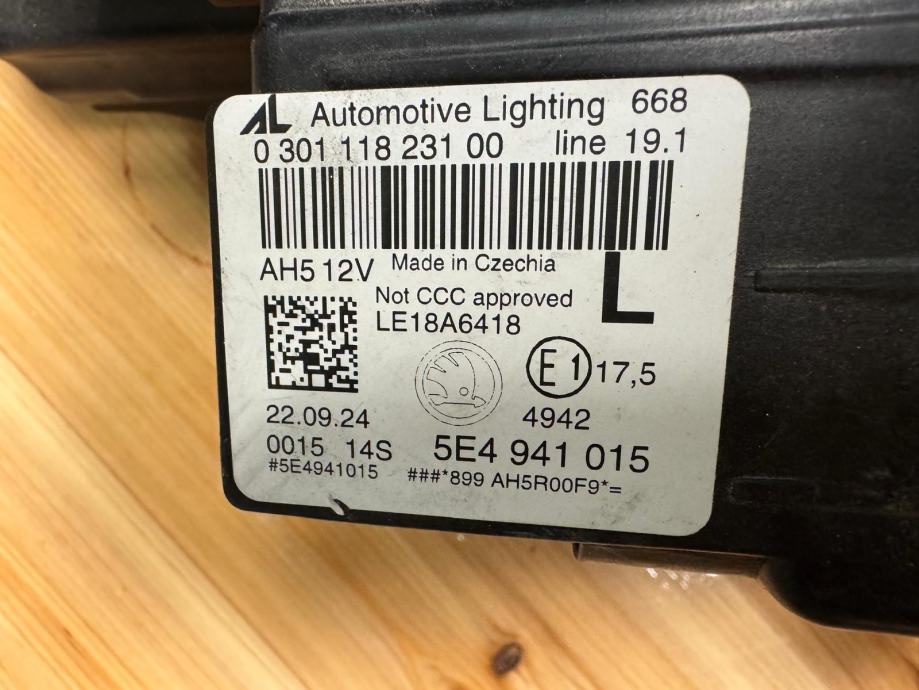 AL Automotive Lighting 668
0 301 118 231 00 line 19.1
AH5 12V Made in Czechia
L
Not CCC approved
LE18A6418
E1 17,5
22.09.24 4942
0015 14S 5E4 941 015
#5E4941015 ###*899 AH5R00F9*=